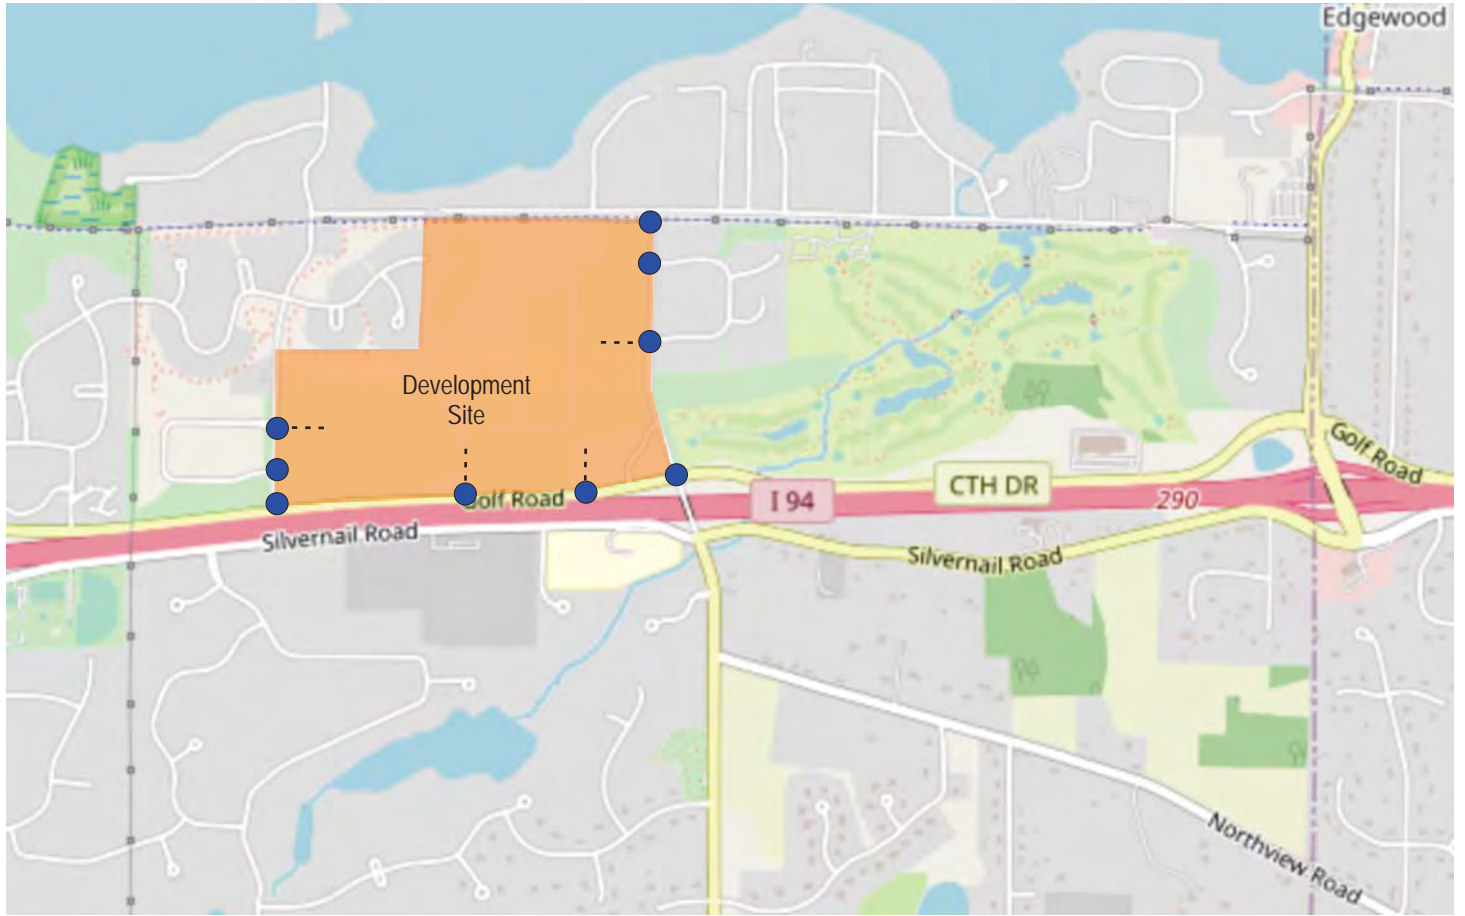 Edgewood
Development
Site
Golf Road
Golf Road
CTH DR
I 94
290
Silvernail Road
Silvernail Road
Northview Road